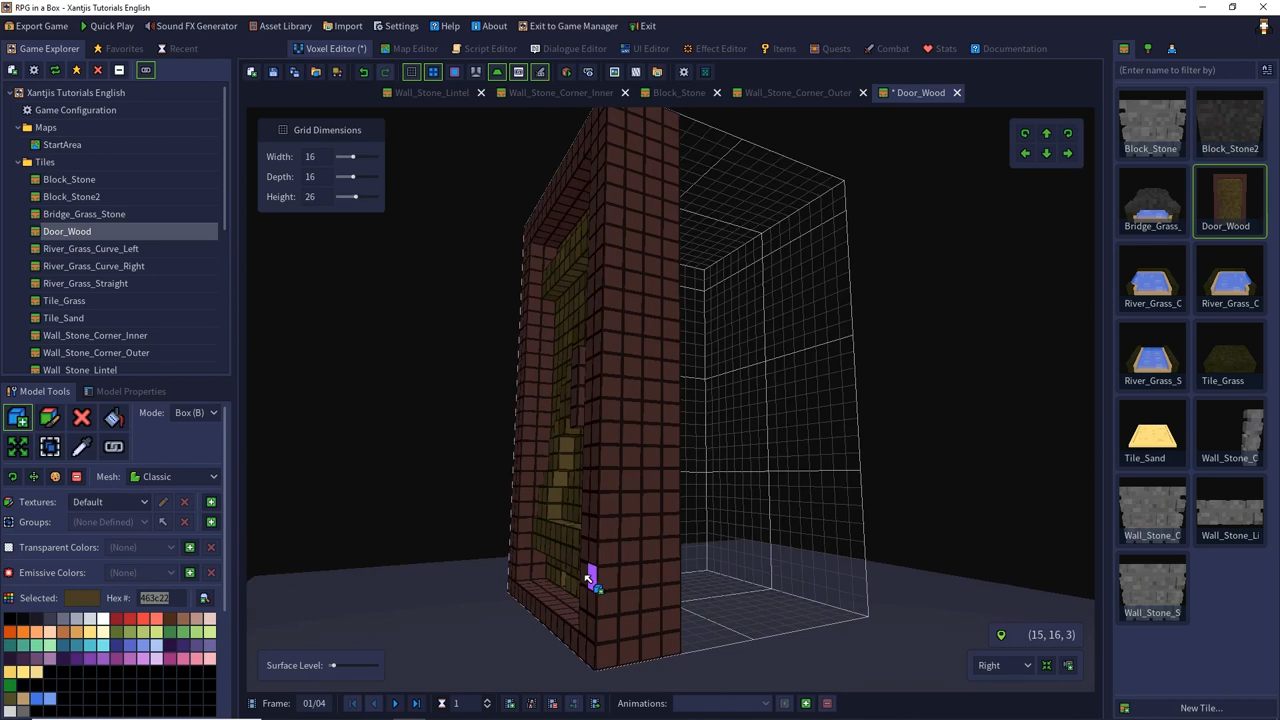 RPG in a Box - Xantjis Tutorials English
Export Game Quick Play Sound FX Generator Asset Library Import Settings Help About Exit to Game Manager Exit
Game Explorer Favorites Recent
Voxel Editor (*) Map Editor Script Editor Dialogue Editor UI Editor Effect Editor Items Quests Combat Stats Documentation
(Enter name to filter by)
Wall_Stone_Lintel Wall_Stone_Corner_Inner Block_Stone Wall_Stone_Corner_Outer * Door_Wood
Xantjis Tutorials English
Game Configuration
Maps
StartArea
Tiles
Block_Stone
Block_Stone2
Bridge_Grass_Stone
Door_Wood
River_Grass_Curve_Left
River_Grass_Curve_Right
River_Grass_Straight
Tile_Grass
Tile_Sand
Wall_Stone_Corner_Inner
Wall_Stone_Corner_Outer
Wall_Stone_Lintel
Grid Dimensions
Width: 16
Depth: 16
Height: 26
Block_Stone Block_Stone2
Bridge_Grass_ Door_Wood
River_Grass_C River_Grass_C
River_Grass_S Tile_Grass
Tile_Sand Wall_Stone_C
Wall_Stone_C Wall_Stone_Li
Wall_Stone_S
New Tile...
Model Tools Model Properties
Mode: Box (B)
Mesh: Classic
Textures: Default
Groups: (None Defined)
Transparent Colors: (None)
Emissive Colors: (None)
Selected: Hex #: 463c22
Surface Level:
(15, 16, 3)
Right
Frame: 01/04 1 Animations: